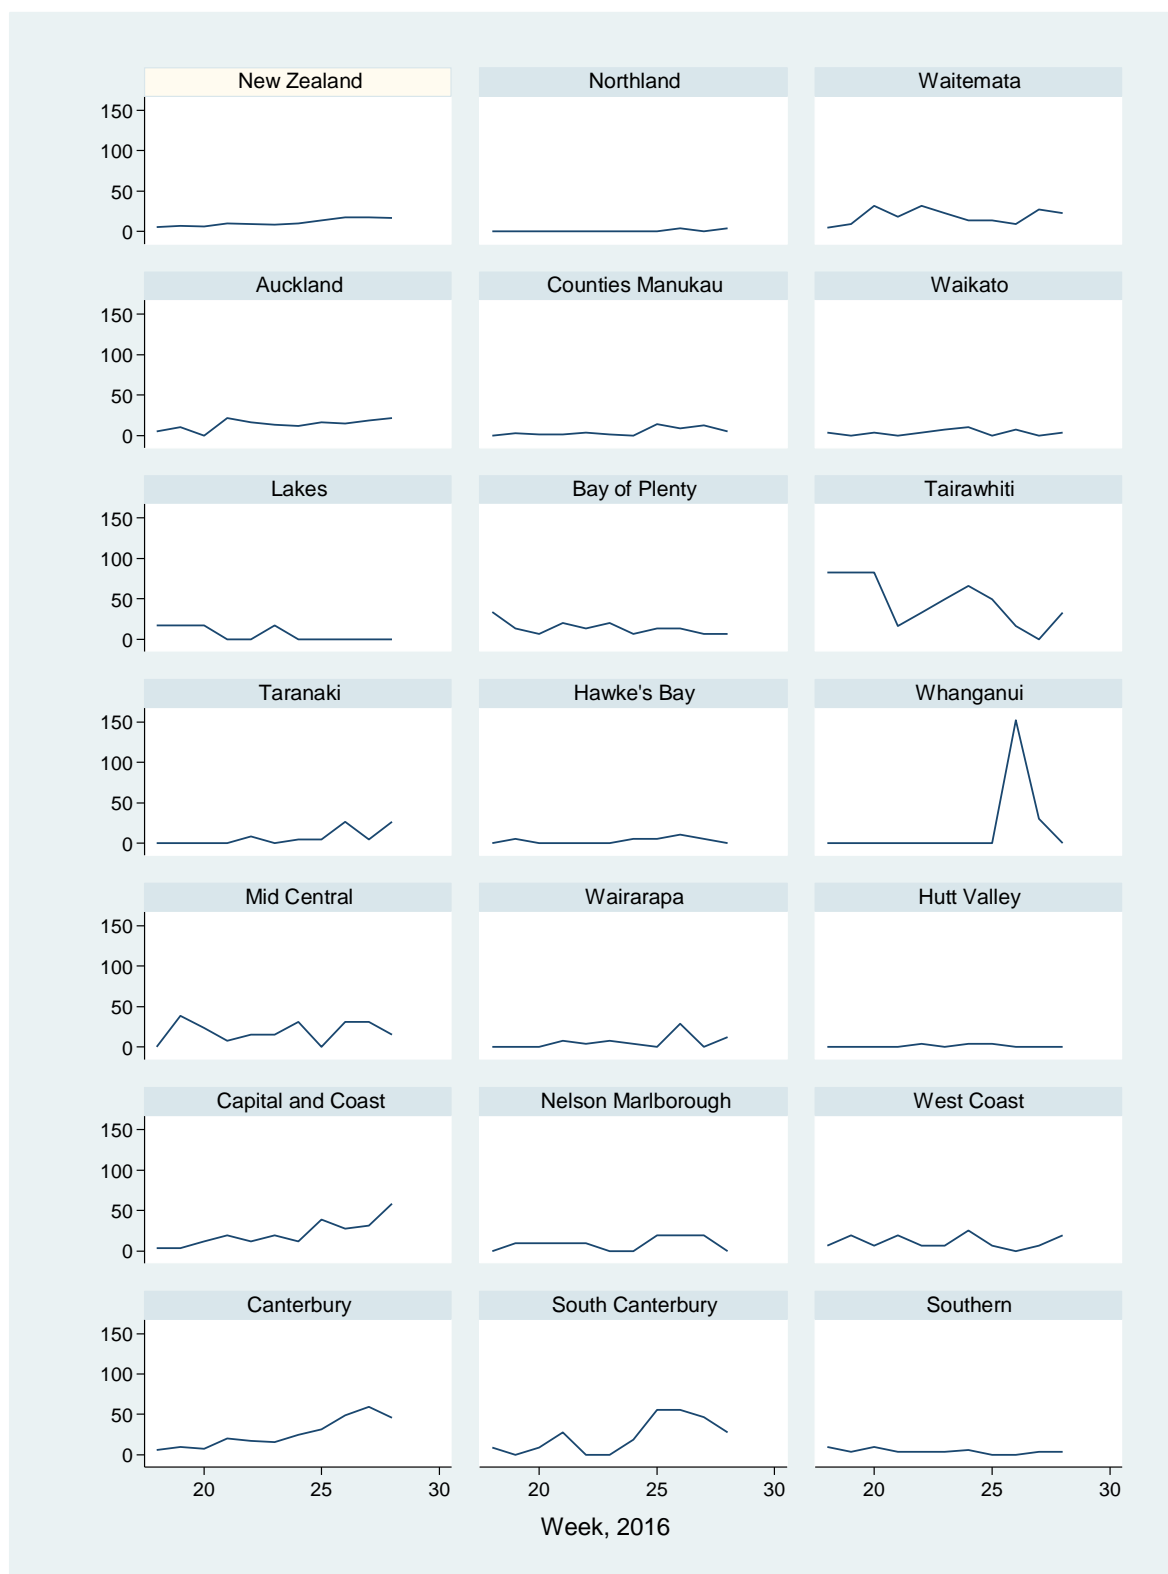 New Zealand
Northland
Waitemata
150
100
50
0
Auckland
Counties Manukau
Waikato
150
100
50
0
Lakes
Bay of Plenty
Tairawhiti
150
100
50
0
Taranaki
Hawke's Bay
Whanganui
150
100
50
0
Mid Central
Wairarapa
Hutt Valley
150
100
50
0
Capital and Coast
Nelson Marlborough
West Coast
150
100
50
0
Canterbury
South Canterbury
Southern
150
100
50
0
20 25 30
20 25 30
20 25 30
Week, 2016